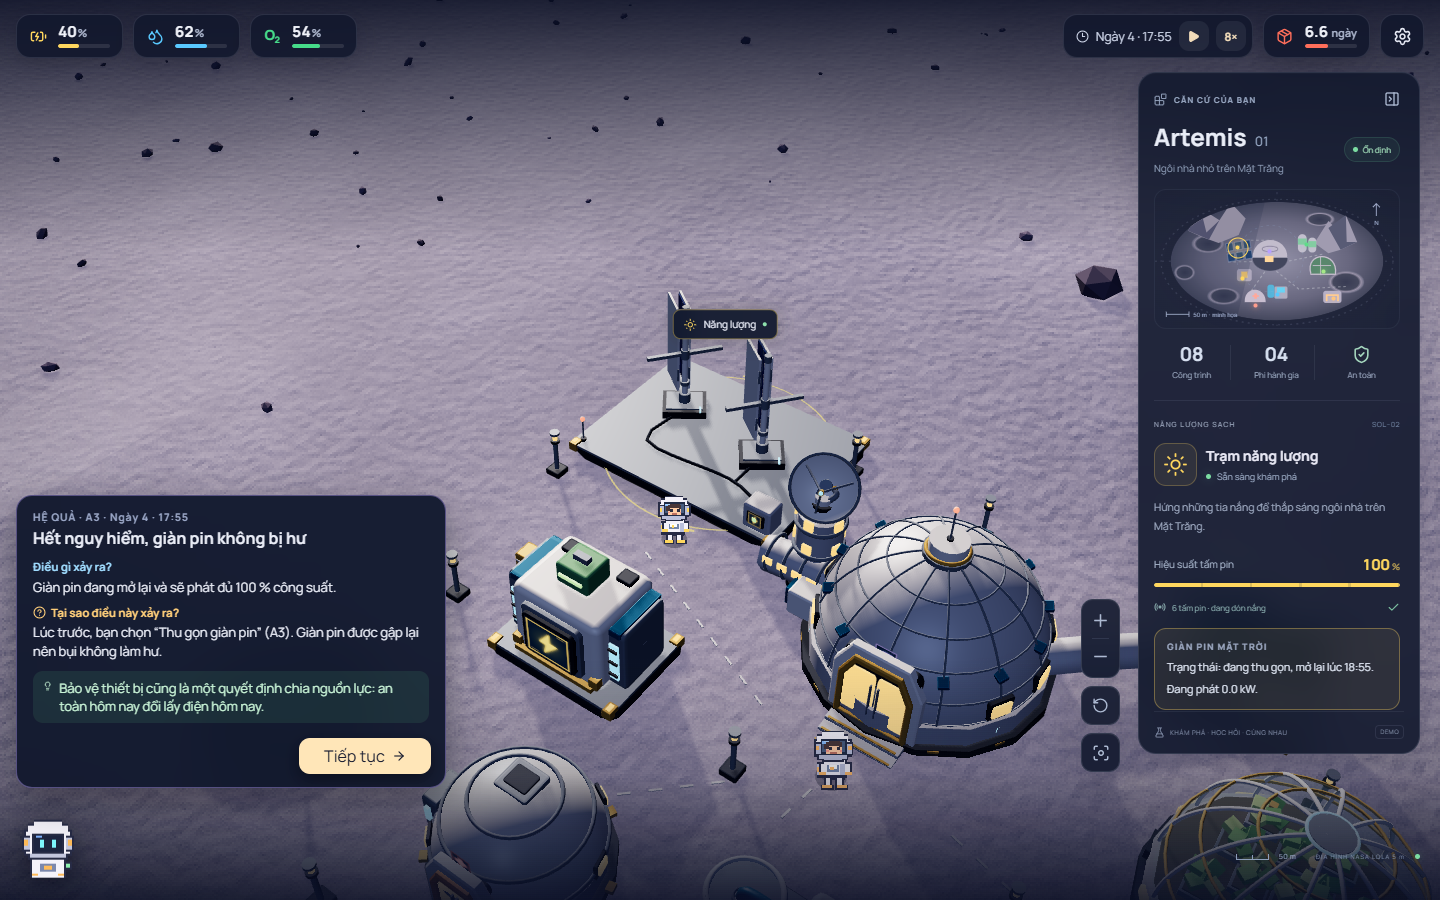 40%
62%
O₂ 54%
Ngày 4 · 17:55
8×
6.6 ngày
CĂN CỨ CỦA BẠN
Artemis 01
Ổn định
Ngôi nhà nhỏ trên Mặt Trăng
N
50 m · minh họa
08
Công trình
04
Phi hành gia
An toàn
NĂNG LƯỢNG SẠCH
SOL-02
Trạm năng lượng
Sẵn sàng khám phá
Hứng những tia nắng để thắp sáng ngôi nhà trên
Mặt Trăng.
Hiệu suất tấm pin
100%
6 tấm pin · đang đón nắng
GIÀN PIN MẶT TRỜI
Trạng thái: đang thu gọn, mở lại lúc 18:55.
Đang phát 0.0 kW.
KHÁM PHÁ · HỌC HỎI · CÙNG NHAU
DEMO
Năng lượng
HỆ QUẢ · A3 · Ngày 4 · 17:55
Hết nguy hiểm, giàn pin không bị hư
Điều gì xảy ra?
Giàn pin đang mở lại và sẽ phát đủ 100 % công suất.
Tại sao điều này xảy ra?
Lúc trước, bạn chọn “Thu gọn giàn pin” (A3). Giàn pin được gập lại
nên bụi không làm hư.
Bảo vệ thiết bị cũng là một quyết định chia nguồn lực: an
toàn hôm nay đổi lấy điện hôm nay.
Tiếp tục →
50 m
ĐỊA HÌNH NASA LOLA 5 m